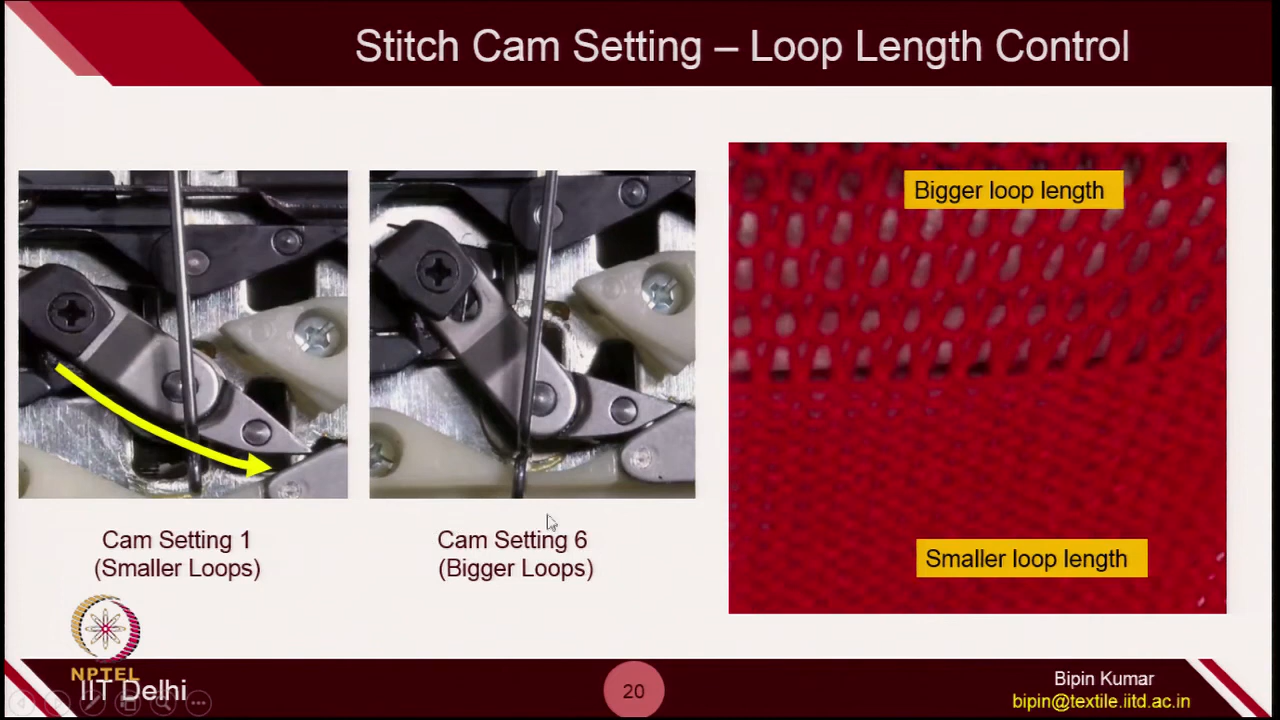 Stitch Cam Setting – Loop Length Control
Bigger loop length
Smaller loop length
Cam Setting 1
(Smaller Loops)
Cam Setting 6
(Bigger Loops)
NPTEL
IIT Delhi
20
Bipin Kumar
bipin@textile.iitd.ac.in